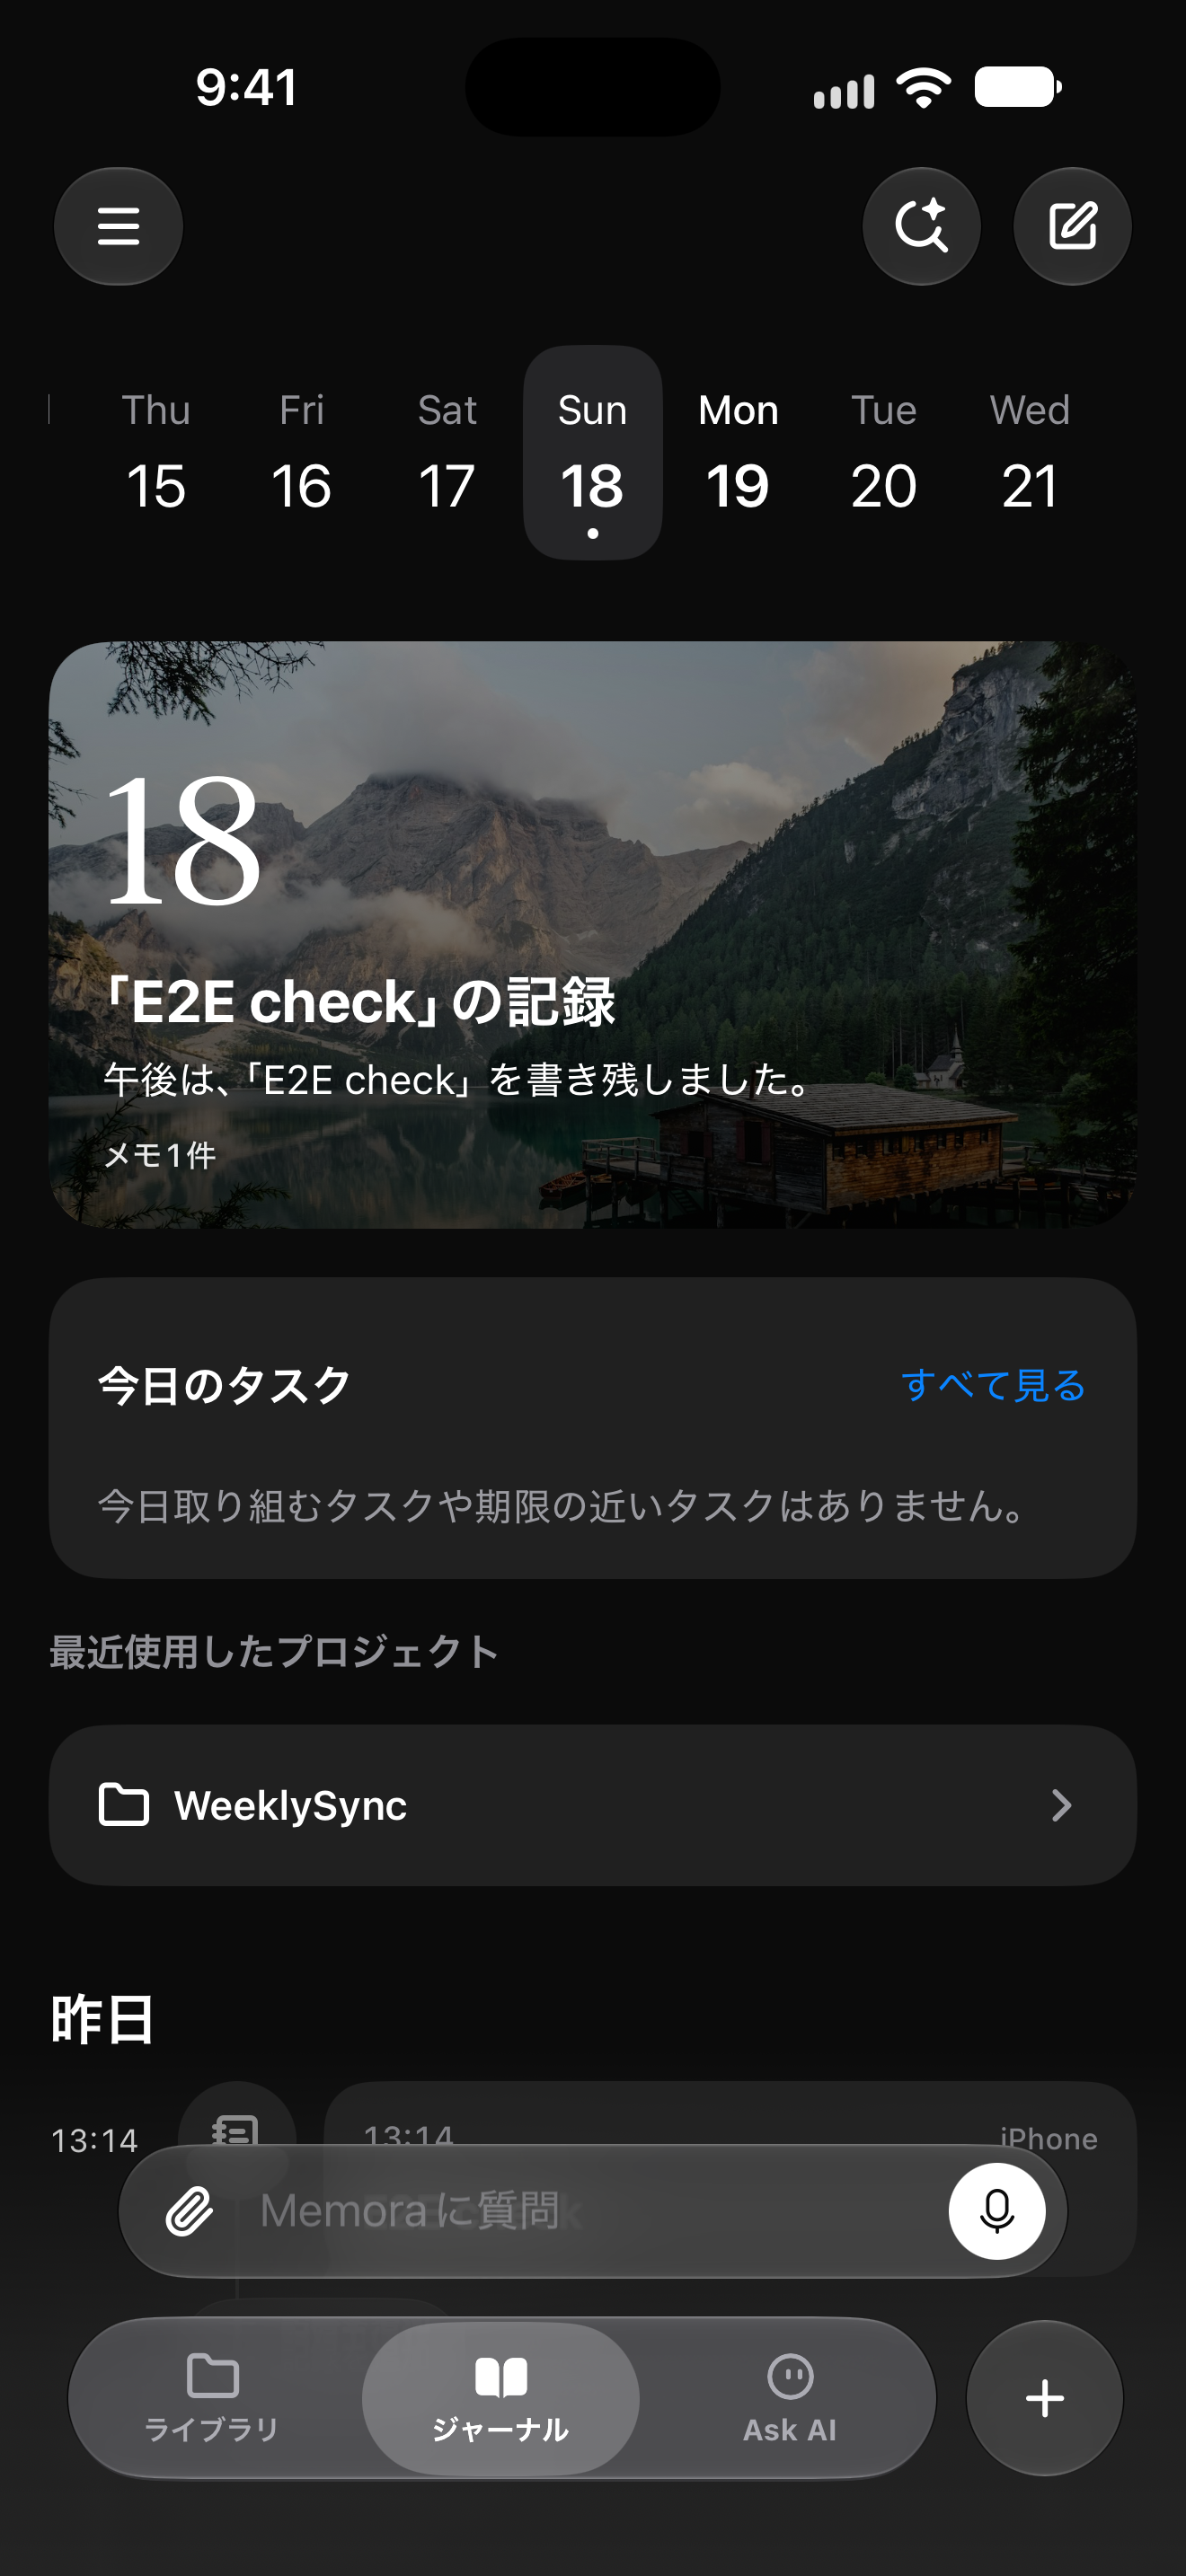 9:41
Thu Fri Sat Sun Mon Tue Wed
15 16 17 18 19 20 21
18
「E2E check」の記録
午後は、「E2E check」を書き残しました。
メモ1件
今日のタスク
すべて見る
今日取り組むタスクや期限の近いタスクはありません。
最近使用したプロジェクト
WeeklySync
昨日
13:14
13:14
iPhone
Memoraに質問
ライブラリ
ジャーナル
Ask AI